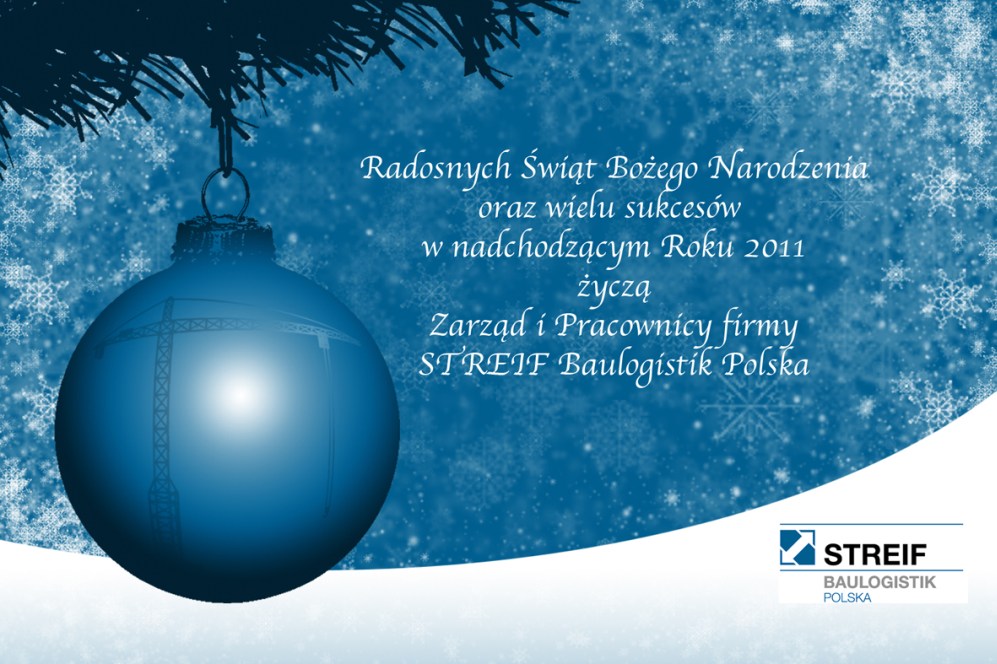 Radosnych Świąt Bożego Narodzenia
oraz wielu sukcesów
w nadchodzącym Roku 2011
życzą
Zarząd i Pracownicy firmy
STREIF Baulogistik Polska
STREIF
BAULOGISTIK
POLSKA